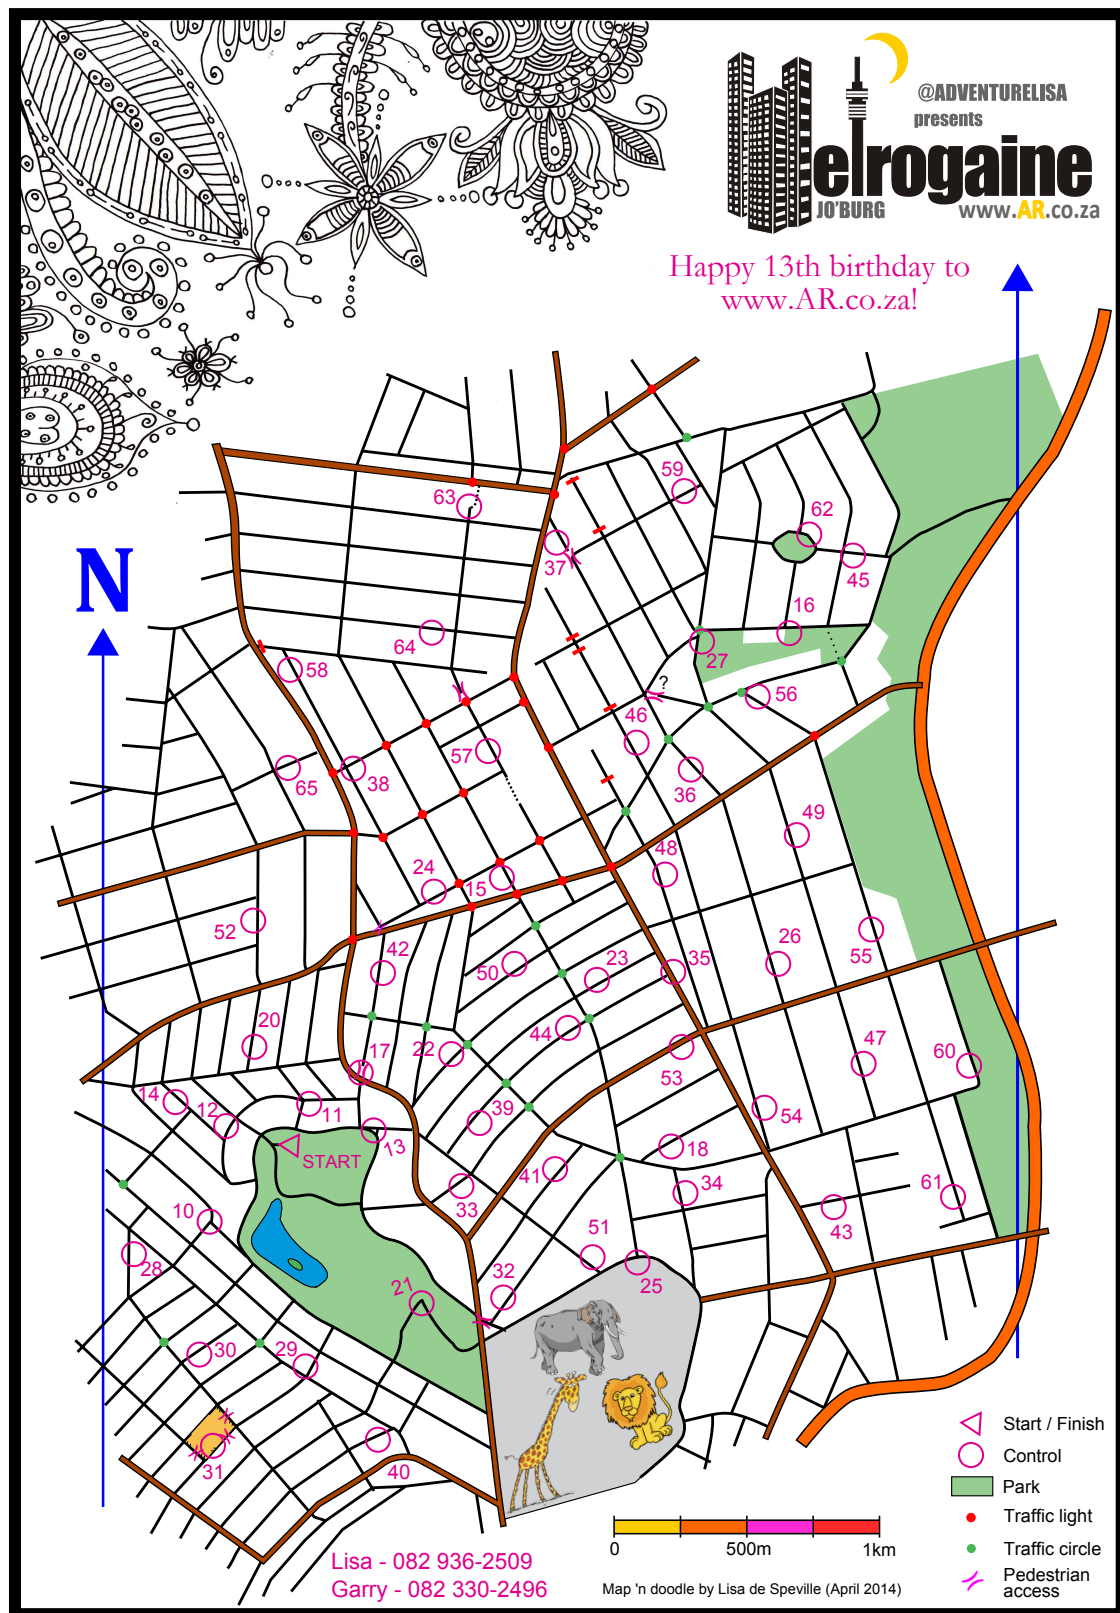 @ADVENTURELISA
presents
Metrogaine
JO'BURG
www.AR.co.za
Happy 13th birthday to
www.AR.co.za!
N
59
63
62
37
45
16
64
27
58
?
56
46
57
65
38
36
49
48
24
15
52
42
50
23
35
26
55
20
44
22
17
47
60
53
14
12
11
39
54
13
START
18
41
33
34
61
10
43
28
51
32
25
21
30
29
31
40
Start / Finish
Control
Park
Traffic light
Traffic circle
Pedestrian
access
0
500m
1km
Lisa - 082 936-2509
Garry - 082 330-2496
Map 'n doodle by Lisa de Speville (April 2014)